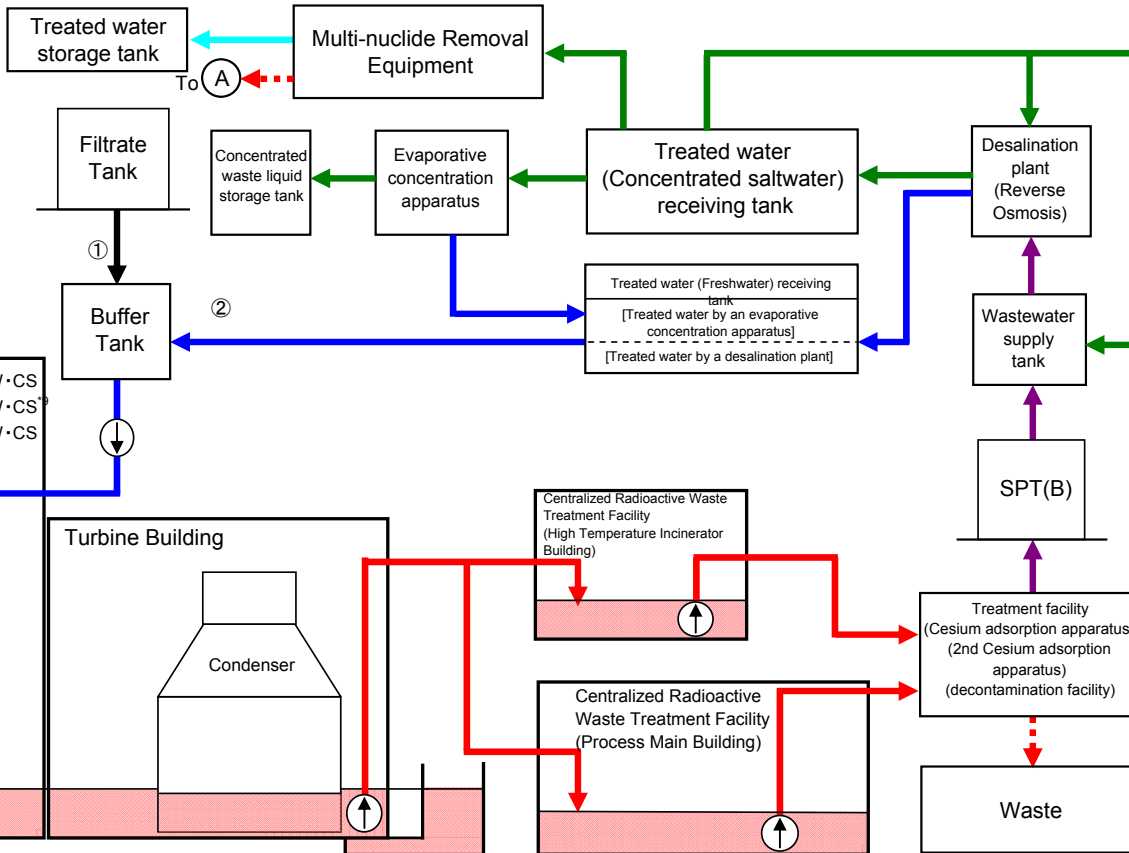 Treated water
storage tank
Multi-nuclide Removal
Equipment
To
A
Filtrate
Tank
Concentrated
waste liquid
storage tank
Evaporative
concentration
apparatus
Treated water
(Concentrated saltwater)
receiving tank
Desalination
plant
(Reverse
Osmosis)
①
②
Buffer
Tank
Treated water (Freshwater) receiving
tank
[Treated water by an evaporative
concentration apparatus]
[Treated water by a desalination plant]
Wastewater
supply
tank
・CS
・CS*9
・CS
SPT(B)
Turbine Building
Condenser
Centralized Radioactive Waste
Treatment Facility
(High Temperature Incinerator
Building)
Centralized Radioactive
Waste Treatment Facility
(Process Main Building)
Treatment facility
(Cesium adsorption apparatus
(2nd Cesium adsorption
apparatus)
(decontamination facility)
Waste